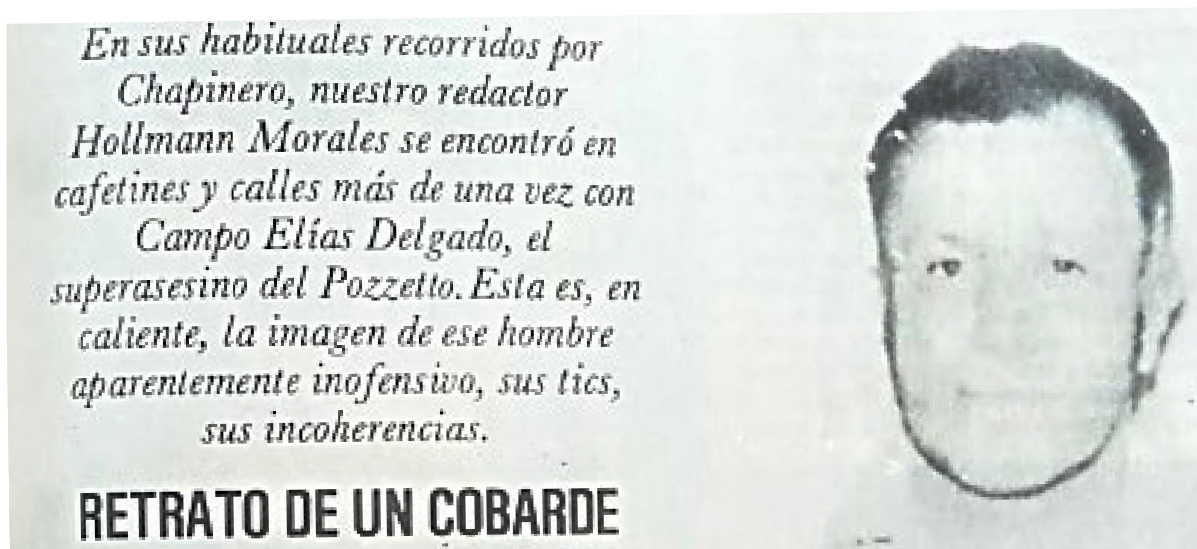 En sus habituales recorridos por
Chapinero, nuestro redactor
Hollmann Morales se encontró en
cafetines y calles más de una vez con
Campo Elías Delgado, el
superasesino del Pozzetto. Esta es, en
caliente, la imagen de ese hombre
aparentemente inofensivo, sus tics,
sus incoherencias.
RETRATO DE UN COBARDE